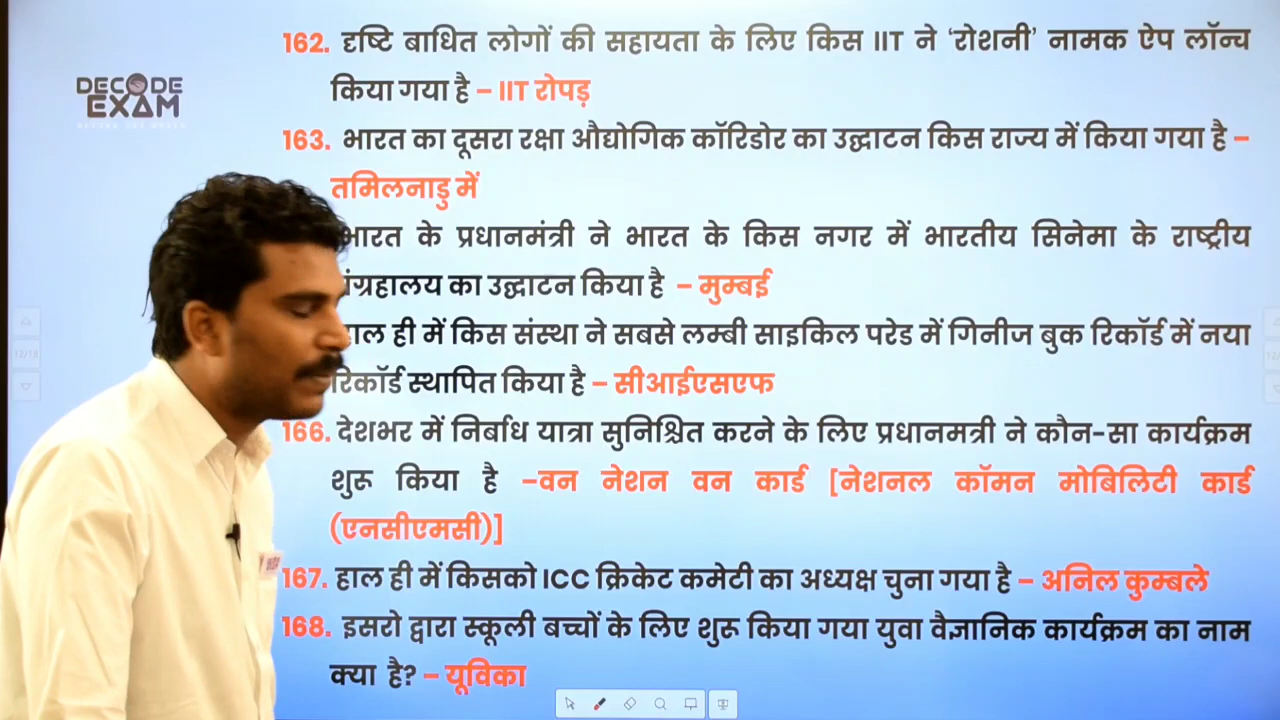 DECODE
EXAM
162. दृष्टि बाधित लोगों की सहायता के लिए किस IIT ने ‘रोशनी’ नामक ऐप लॉन्च
किया गया है – IIT रोपड़
163. भारत का दूसरा रक्षा औद्योगिक कॉरिडोर का उद्घाटन किस राज्य में किया गया है –
तमिलनाडु में
भारत के प्रधानमंत्री ने भारत के किस नगर में भारतीय सिनेमा के राष्ट्रीय
का उद्घाटन किया है – मुम्बई
ही में किस संस्था ने सबसे लम्बी साइकिल परेड में गिनीज बुक रिकॉर्ड में नया
रिकॉर्ड स्थापित किया है – सीआईएसएफ
166. देशभर में निर्बाध यात्रा सुनिश्चित करने के लिए प्रधानमत्री ने कौन-सा कार्यक्रम
शुरू किया है –वन नेशन वन कार्ड [नेशनल कॉमन मोबिलिटी कार्ड
(एनसीएमसी)]
167. हाल ही में किसको ICC क्रिकेट कमेटी का अध्यक्ष चुना गया है – अनिल कुम्बले
168. इसरो द्वारा स्कूली बच्चों के लिए शुरू किया गया युवा वैज्ञानिक कार्यक्रम का नाम
क्या है? – यूविका
12/18